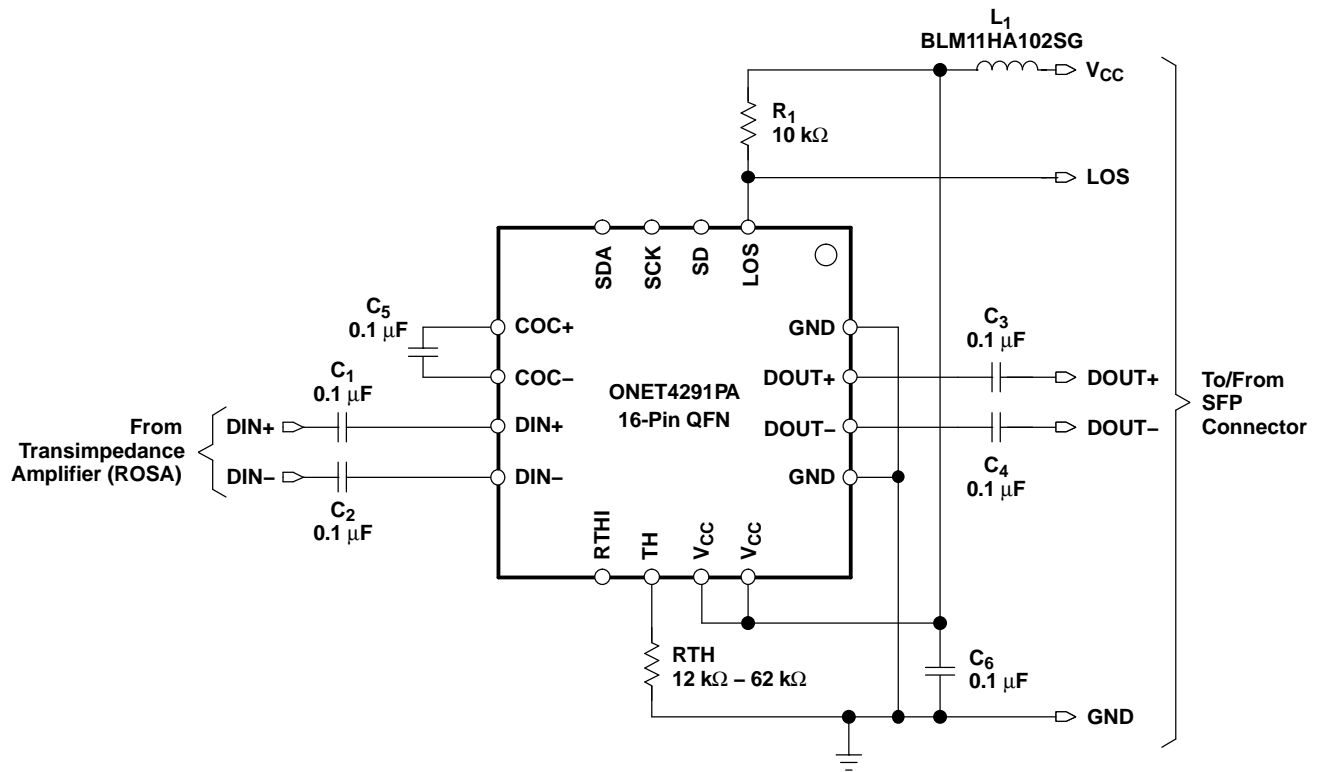 L1
BLM11HA102SG
VCC
R1
10 kΩ
LOS
SDA
SCK
SD
LOS
C5
0.1 μF
COC+
GND
C3
0.1 μF
C1
0.1 μF
COC−
ONET4291PA
16-Pin QFN
DOUT+
DOUT+
To/From
SFP
Connector
From
Transimpedance
Amplifier (ROSA)
DIN+
DIN+
DOUT−
DOUT−
DIN−
DIN−
GND
C4
0.1 μF
C2
0.1 μF
RTHI
TH
VCC
VCC
RTH
12 kΩ – 62 kΩ
C6
0.1 μF
GND